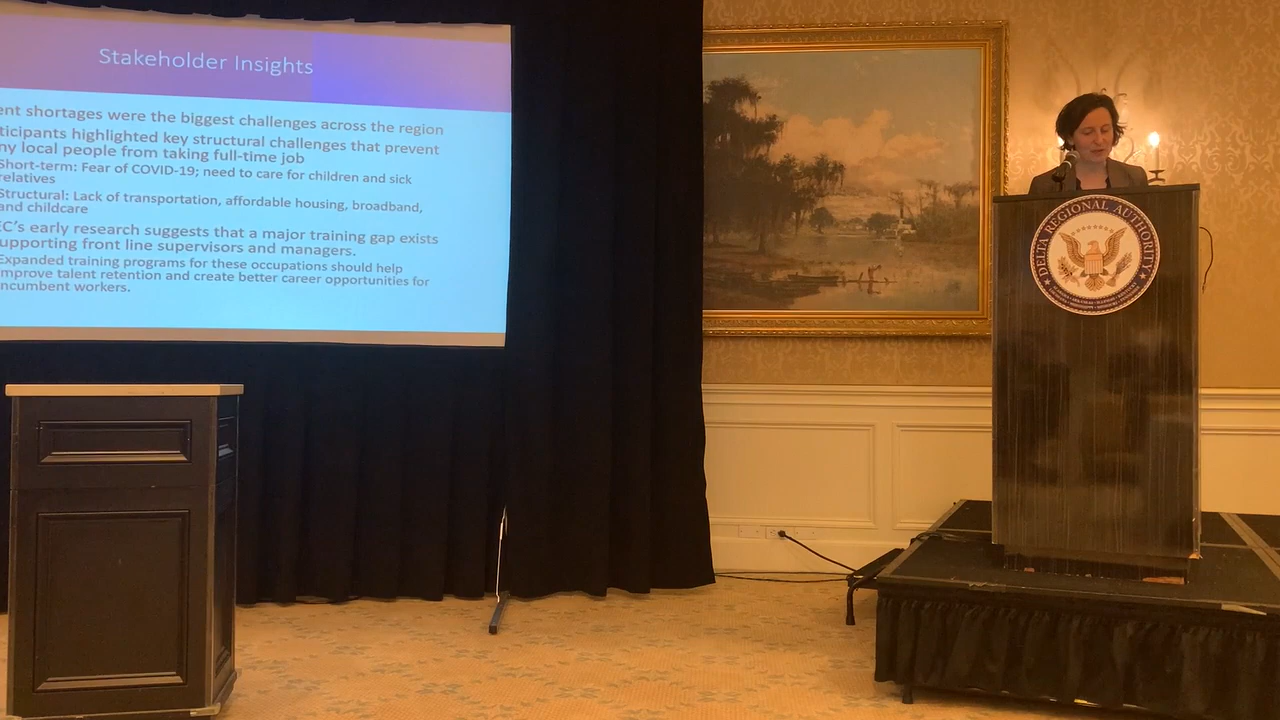 Stakeholder Insights
ent shortages were the biggest challenges across the region
ticipants highlighted key structural challenges that prevent
ny local people from taking full-time job
Short-term: Fear of COVID-19; need to care for children and sick
relatives
Structural: Lack of transportation, affordable housing, broadband,
and childcare
EC's early research suggests that a major training gap exists
upporting front line supervisors and managers.
Expanded training programs for these occupations should help
mprove talent retention and create better career opportunities for
ncumbent workers.
DELTA REGIONAL AUTHORITY